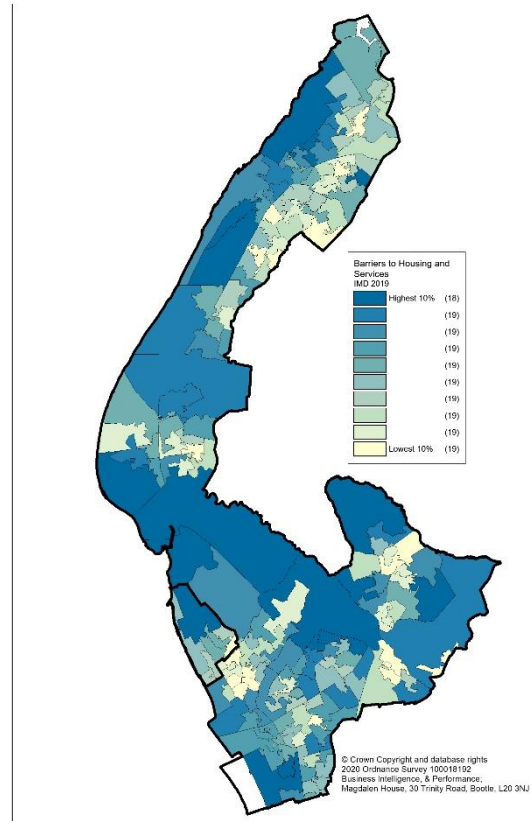 Barriers to Housing and
Services
IMD 2019
Highest 10% (18)
(19)
(19)
(19)
(19)
(19)
(19)
(19)
(19)
Lowest 10% (19)
© Crown Copyright and database rights
2020 Ordnance Survey 100018192
Business Intelligence, & Performance,
Magdalen House, 30 Trinity Road, Bootle, L20 3NJ